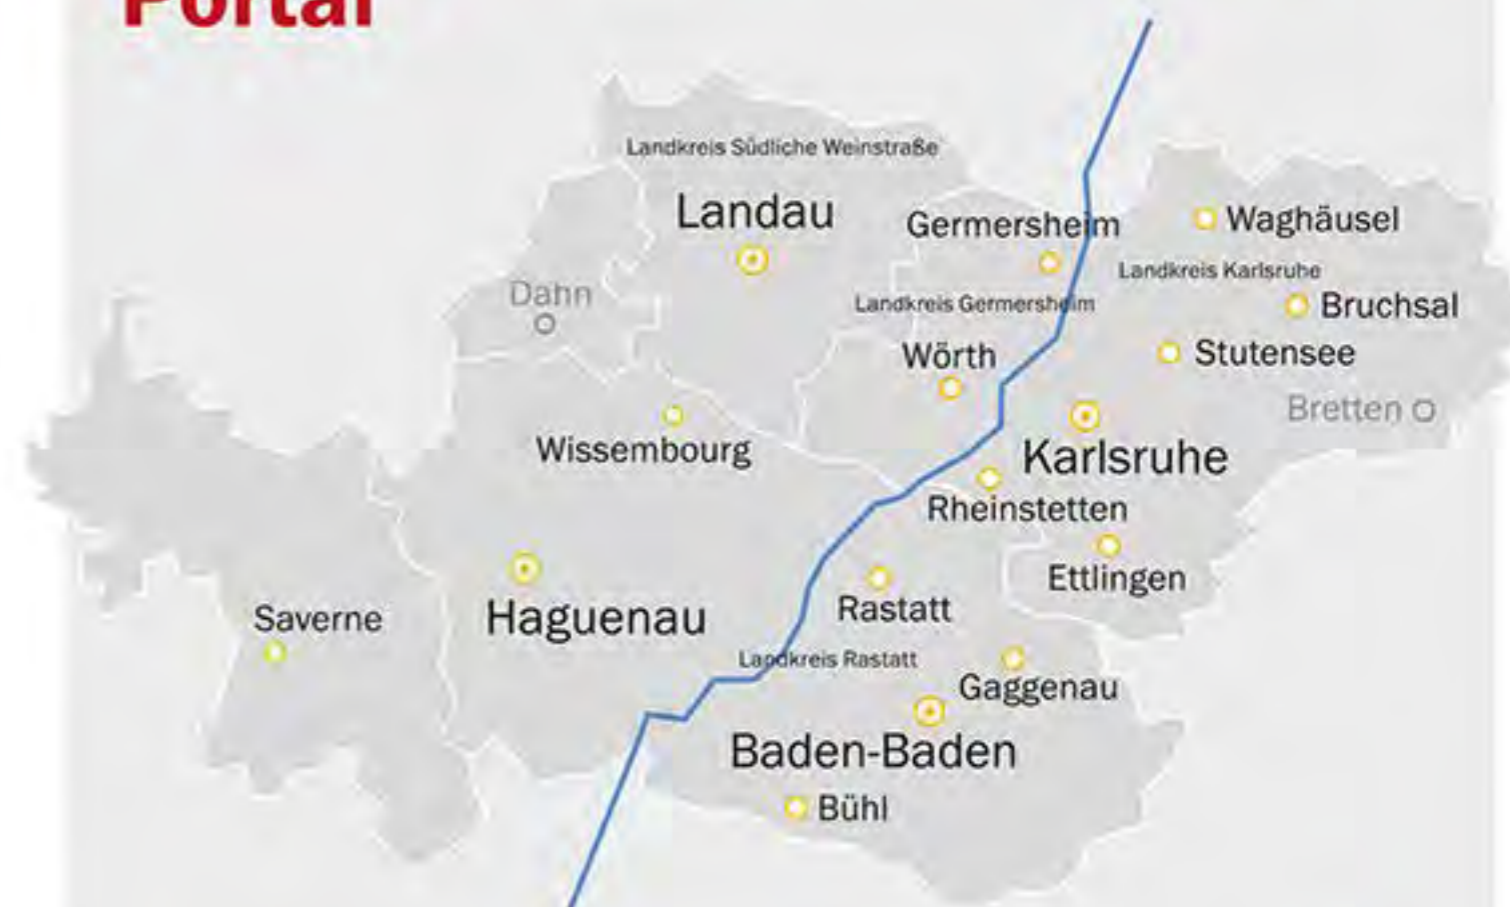 Portal
Landkreis Südliche Weinstraße
Landau
Germersheim
Waghäusel
Landkreis Karlsruhe
Dahn
Landkreis Germersheim
Bruchsal
Wörth
Stutensee
Bretten
Wissembourg
Karlsruhe
Rheinstetten
Ettlingen
Saverne
Haguenau
Rastatt
Landkreis Rastatt
Gaggenau
Baden-Baden
Bühl